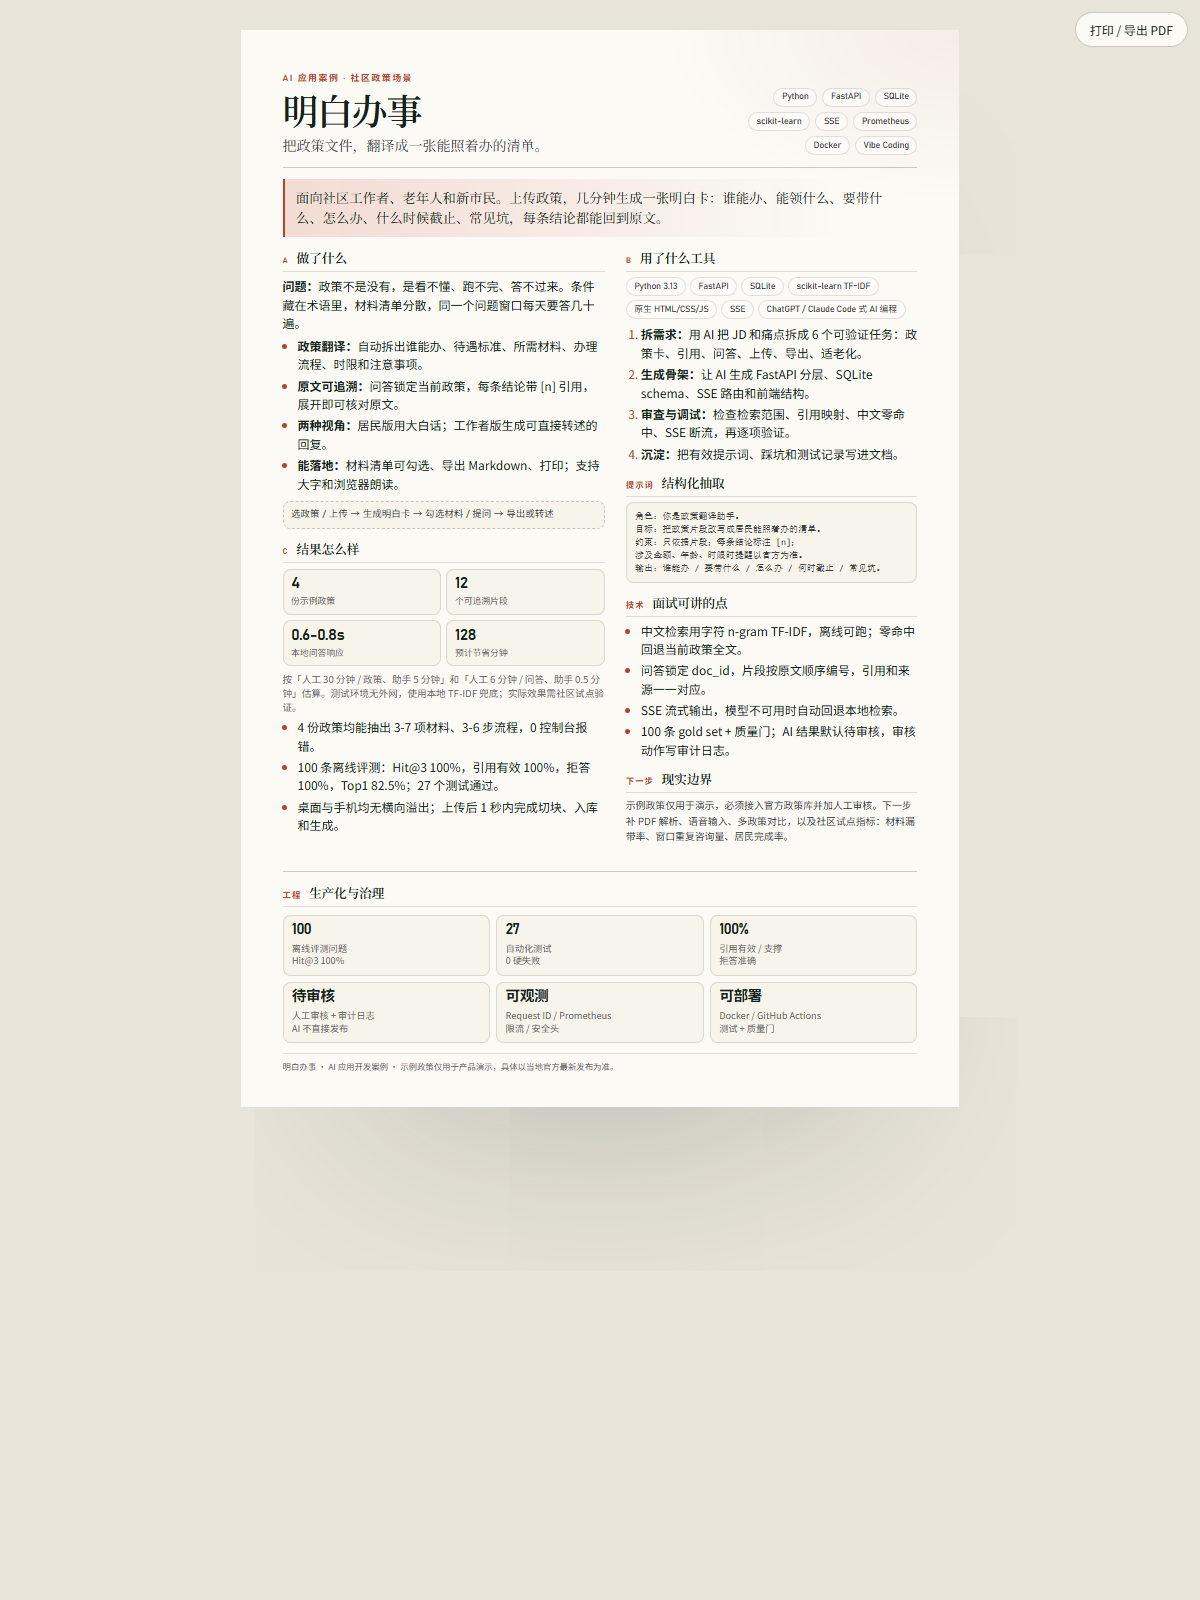 打印 / 导出 PDF
AI 应用案例 · 社区政策场景
明白办事
把政策文件，翻译成一张能照着办的清单。
Python
FastAPI
SQLite
scikit-learn
SSE
Prometheus
Docker
Vibe Coding
面向社区工作者、老年人和新市民。上传政策，几分钟生成一张明白卡：谁能办、能领什么、要带什
么、怎么办、什么时候截止、常见坑，每条结论都能回到原文。
A 做了什么
问题：政策不是没有，是看不懂、跑不完、答不过来。条件
藏在术语里，材料清单分散，同一个问题窗口每天要答几十
遍。
政策翻译：自动拆出谁能办、待遇标准、所需材料、办理
流程、时限和注意事项。
原文可追溯：问答锁定当前政策，每条结论带 [n] 引用，
展开即可核对原文。
两种视角：居民版用大白话；工作者版生成可直接转述的
回复。
能落地：材料清单可勾选、导出 Markdown、打印；支持
大字和浏览器朗读。
选政策 / 上传 → 生成明白卡 → 勾选材料 / 提问 → 导出或转述
C 结果怎么样
4
份示例政策
12
个可追溯片段
0.6-0.8s
本地问答响应
128
预计节省分钟
按「人工 30 分钟 / 政策、助手 5 分钟」和「人工 6 分钟 / 问答、助手 0.5 分
钟」估算。测试环境无外网，使用本地 TF-IDF 兜底；实际效果需社区试点验
证。
4 份政策均能抽出 3-7 项材料、3-6 步流程，0 控制台报
错。
100 条离线评测：Hit@3 100%，引用有效 100%，拒答
100%，Top1 82.5%；27 个测试通过。
桌面与手机均无横向溢出；上传后 1 秒内完成切块、入库
和生成。
B 用了什么工具
Python 3.13
FastAPI
SQLite
scikit-learn TF-IDF
原生 HTML/CSS/JS
SSE
ChatGPT / Claude Code 式 AI 编程
1. 拆需求：用 AI 把 JD 和痛点拆成 6 个可验证任务：政
策卡、引用、问答、上传、导出、适老化。
2. 生成骨架：让 AI 生成 FastAPI 分层、SQLite
schema、SSE 路由和前端结构。
3. 审查与调试：检查检索范围、引用映射、中文零命
中、SSE 断流，再逐项验证。
4. 沉淀：把有效提示词、踩坑和测试记录写进文档。
提示词 结构化抽取
角色：你是政策翻译助手。
目标：把政策片段改写成居民能照着办的清单。
约束：只依据片段；每条结论标注 [n]；
涉及金额、年龄、时限时提醒以官方为准。
输出：谁能办 / 要带什么 / 怎么办 / 何时截止 / 常见坑。
技术 面试可讲的点
中文检索用字符 n-gram TF-IDF，离线可跑；零命中
回退当前政策全文。
问答锁定 doc_id，片段按原文顺序编号，引用和来
源一一对应。
SSE 流式输出，模型不可用时自动回退本地检索。
100 条 gold set + 质量门；AI 结果默认待审核，审核
动作写审计日志。
下一步 现实边界
示例政策仅用于演示，必须接入官方政策库并加人工审核。下一步
补 PDF 解析、语音输入、多政策对比，以及社区试点指标：材料漏
带率、窗口重复咨询量、居民完成率。
工程 生产化与治理
100
离线评测问题
Hit@3 100%
27
自动化测试
0 硬失败
100%
引用有效 / 支撑
拒答准确
待审核
人工审核 + 审计日志
AI 不直接发布
可观测
Request ID / Prometheus
限流 / 安全头
可部署
Docker / GitHub Actions
测试 + 质量门
明白办事 · AI 应用开发案例 · 示例政策仅用于产品演示，具体以当地官方最新发布为准。